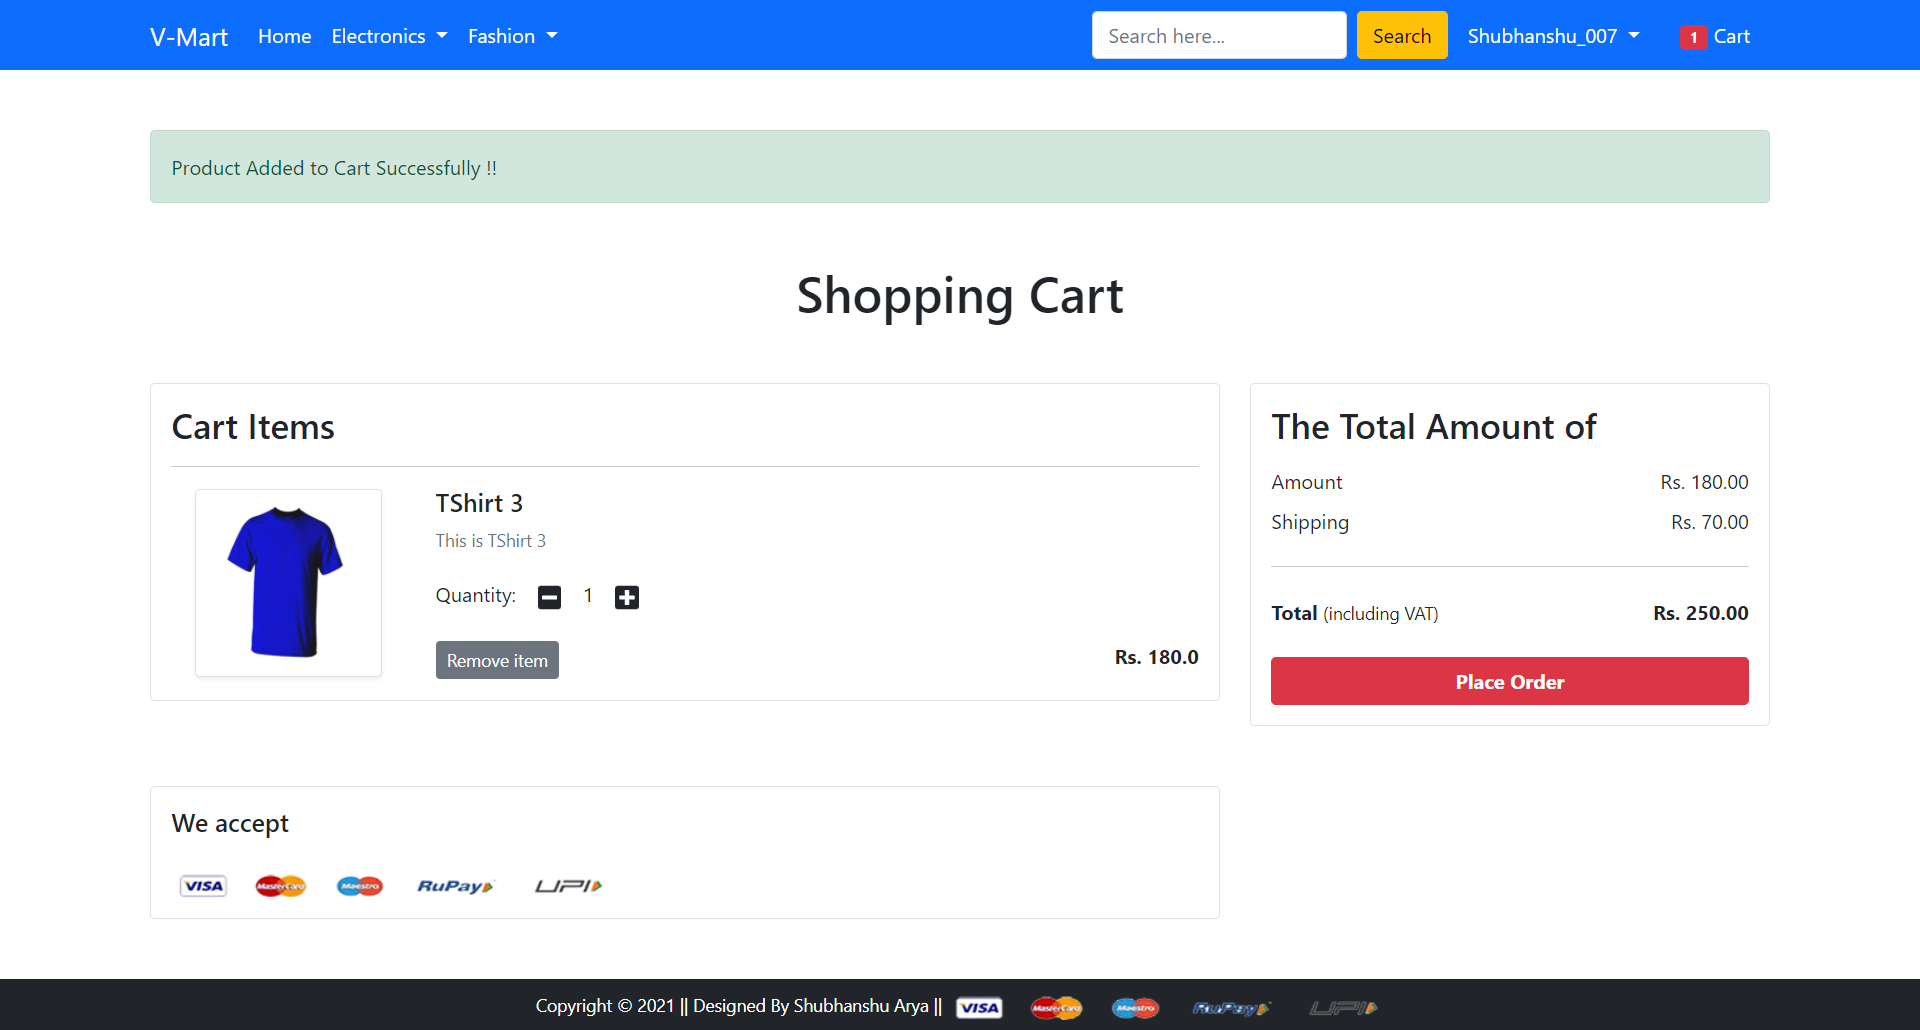 V-Mart Home Electronics Fashion Search here... Search Shubhanshu_007 1 Cart
Product Added to Cart Successfully !!
Shopping Cart
Cart Items
TShirt 3
This is TShirt 3
Quantity: 1
Remove item Rs. 180.0
The Total Amount of
Amount Rs. 180.00
Shipping Rs. 70.00
Total (including VAT) Rs. 250.00
Place Order
We accept
VISA MasterCard Maestro RuPay UPI
Copyright © 2021 || Designed By Shubhanshu Arya || VISA MasterCard Maestro RuPay UPI